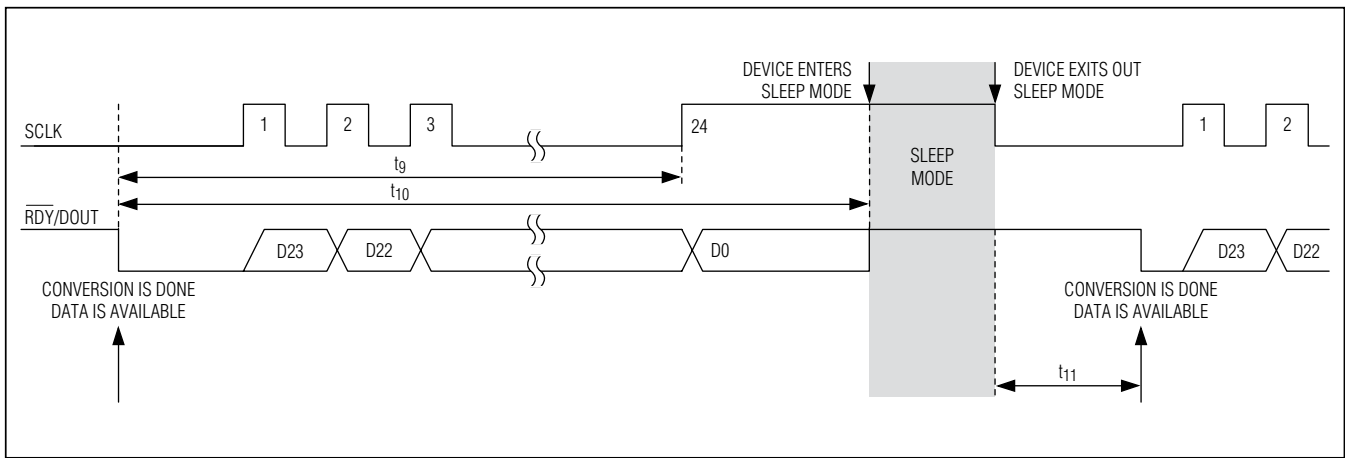 DEVICE ENTERS
SLEEP MODE
DEVICE EXITS OUT
SLEEP MODE
SCLK
1
2
3
24
1
2
SLEEP
MODE
t9
t10
RDY/DOUT
D23
D22
D0
D23
D22
CONVERSION IS DONE
DATA IS AVAILABLE
CONVERSION IS DONE
DATA IS AVAILABLE
t11